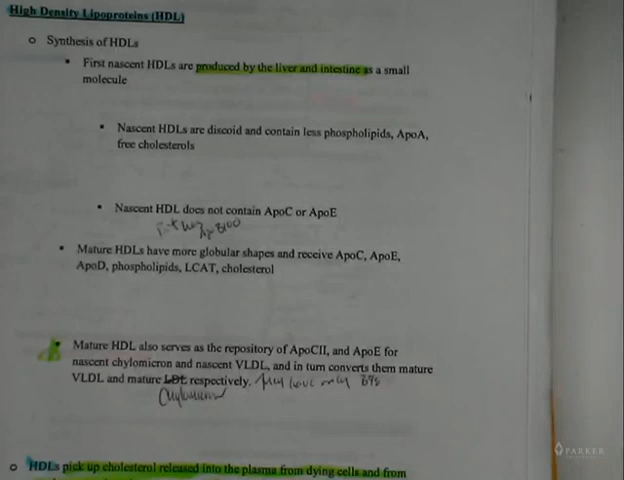 High Density Lipoproteins (HDL)
o Synthesis of HDLs
▪ First nascent HDLs are produced by the liver and intestine as a small
molecule
▪ Nascent HDLs are discoid and contain less phospholipids, ApoA,
free cholesterols
▪ Nascent HDL does not contain ApoC or ApoE
ApoB100
▪ Mature HDLs have more globular shapes and receive ApoC, ApoE,
ApoD, phospholipids, LCAT, cholesterol
▪ Mature HDL also serves as the repository of ApoCII, and ApoE for
nascent chylomicron and nascent VLDL, and in turn converts them mature
VLDL and mature LDL respectively. only
Chylomicron
o HDLs pick up cholesterol released into the plasma from dying cells and from
PARKER